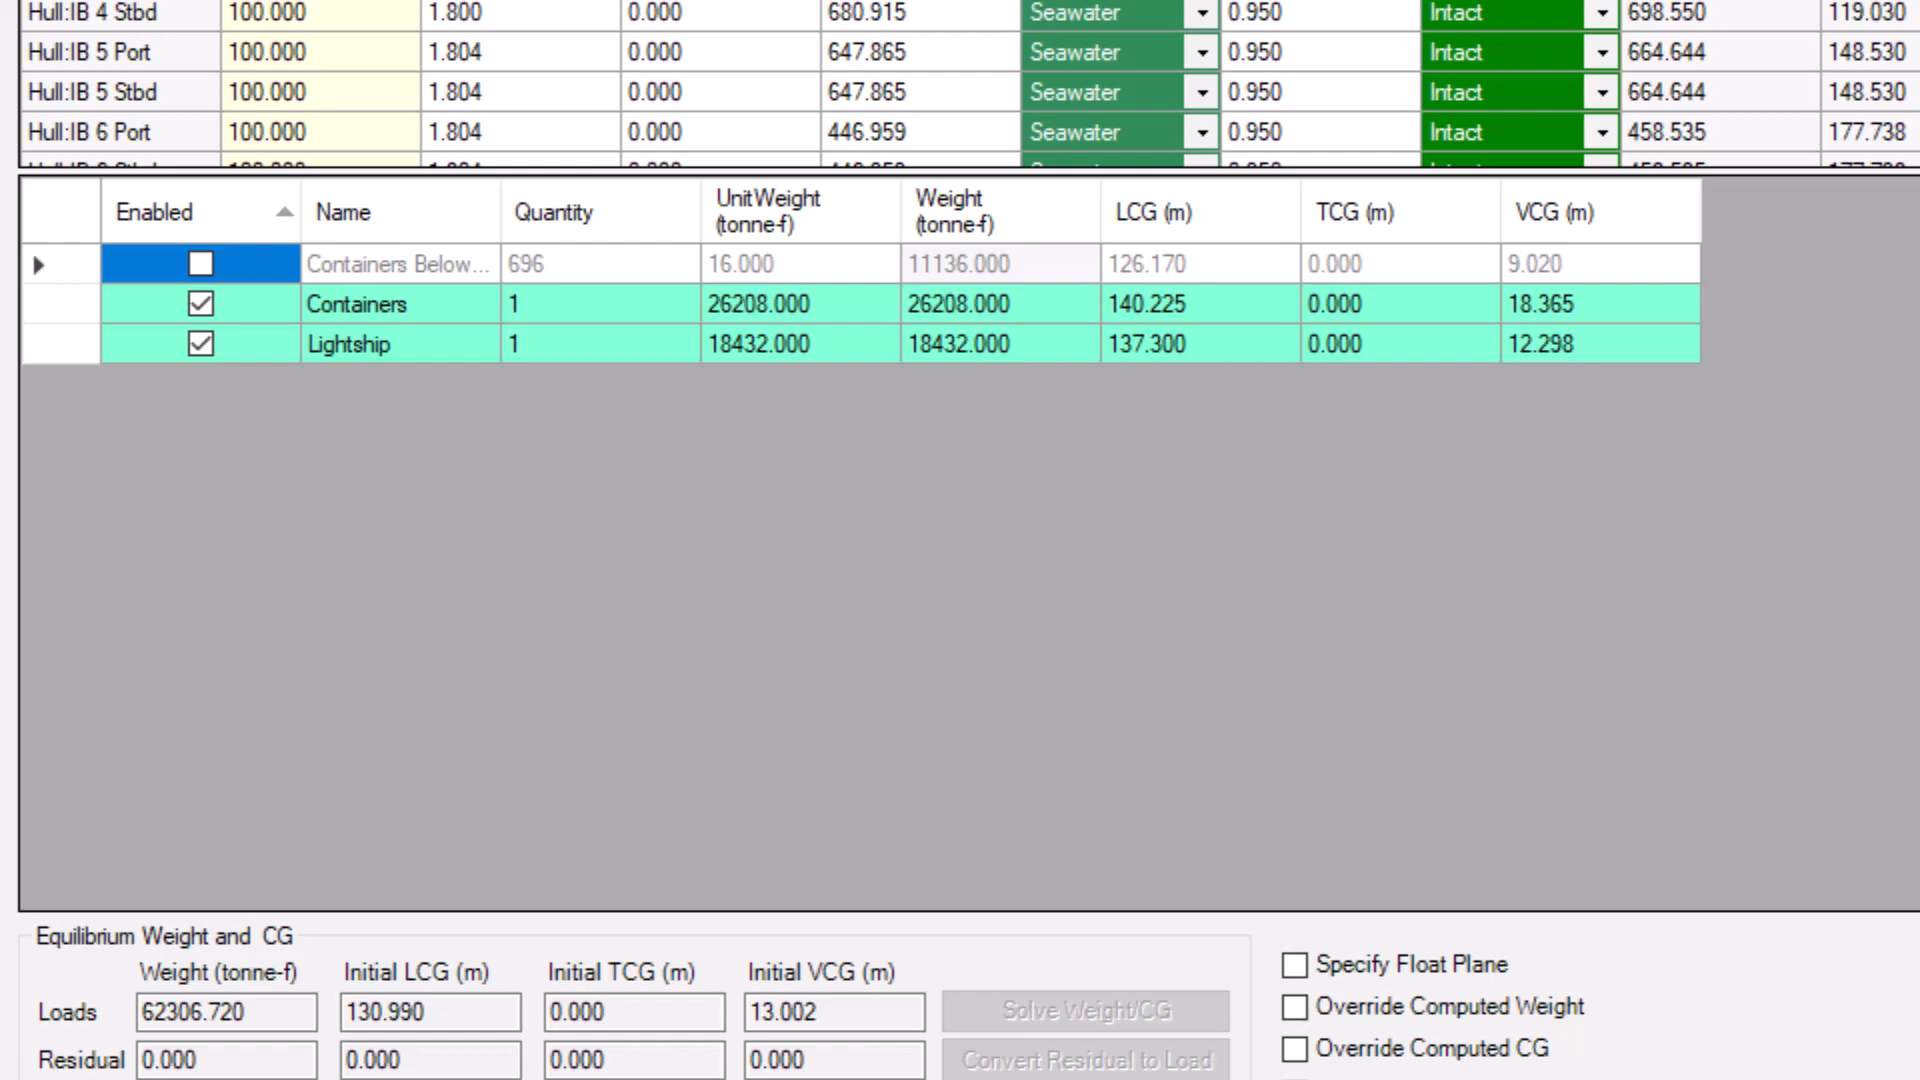 Hull:IB 4 Stbd 100.000 1.800 0.000 680.915 Seawater 0.950 Intact 698.550 119.030
Hull:IB 5 Port 100.000 1.804 0.000 647.865 Seawater 0.950 Intact 664.644 148.530
Hull:IB 5 Stbd 100.000 1.804 0.000 647.865 Seawater 0.950 Intact 664.644 148.530
Hull:IB 6 Port 100.000 1.804 0.000 446.959 Seawater 0.950 Intact 458.535 177.738
Enabled Name Quantity UnitWeight (tonne-f) Weight (tonne-f) LCG (m) TCG (m) VCG (m)
Containers Below... 696 16.000 11136.000 126.170 0.000 9.020
Containers 1 26208.000 26208.000 140.225 0.000 18.365
Lightship 1 18432.000 18432.000 137.300 0.000 12.298
Equilibrium Weight and CG
Weight (tonne-f) Initial LCG (m) Initial TCG (m) Initial VCG (m)
Loads 62306.720 130.990 0.000 13.002 Solve Weight/CG
Residual 0.000 0.000 0.000 0.000 Convert Residual to Load
Specify Float Plane
Override Computed Weight
Override Computed CG